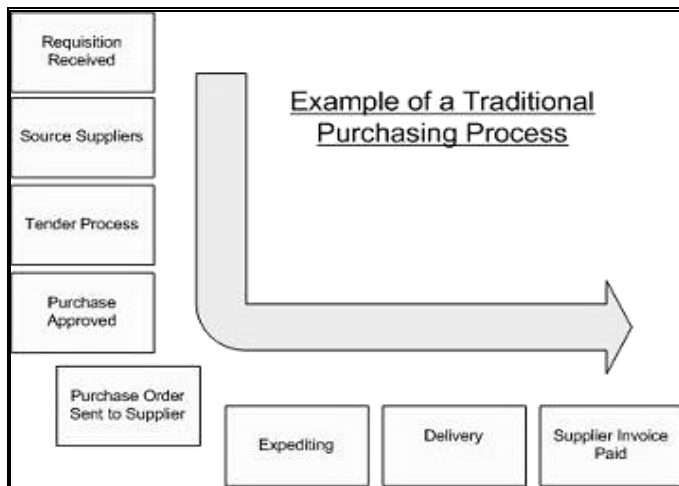 Requisition
Received
Example of a Traditional
Purchasing Process
Source Suppliers
Tender Process
Purchase
Approved
Purchase Order
Sent to Supplier
Expediting
Delivery
Supplier Invoice
Paid